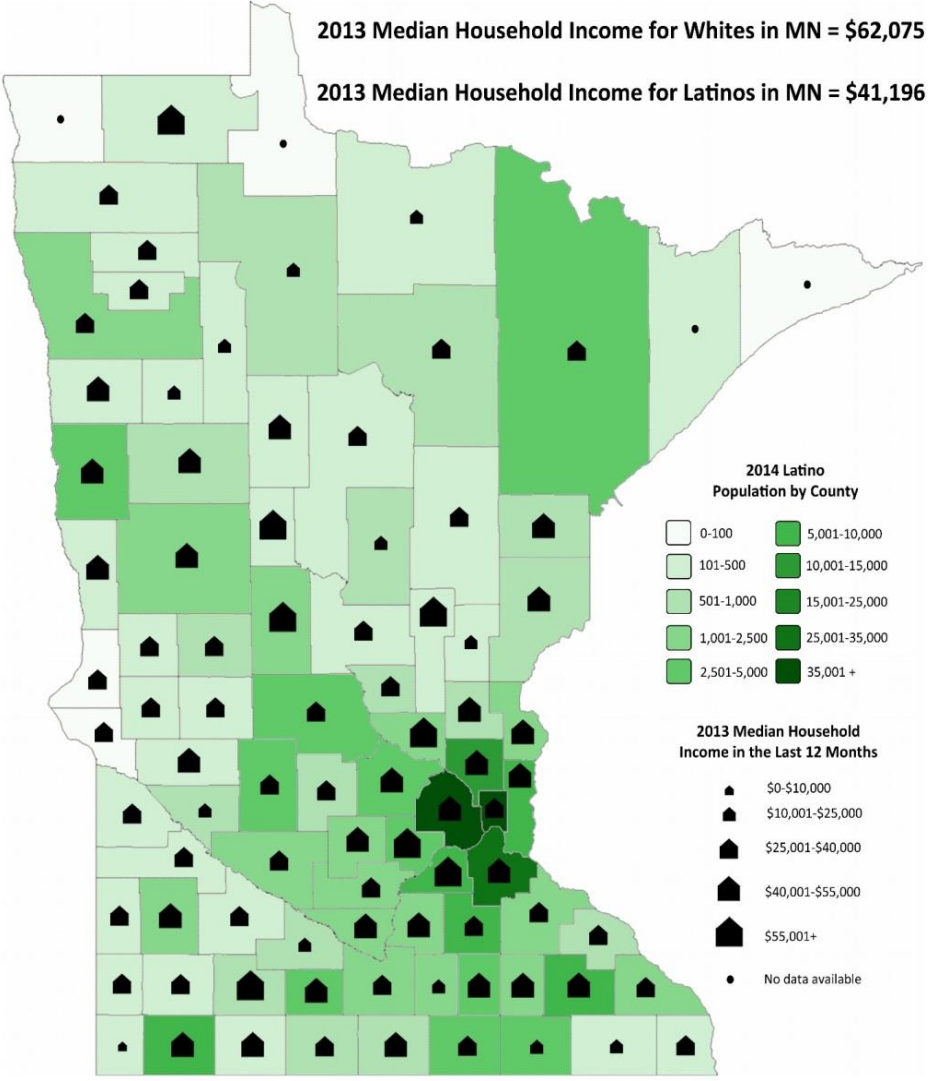 2013 Median Household Income for Whites in MN = $62,075
2013 Median Household Income for Latinos in MN = $41,196
2014 Latino
Population by County
0-100
101-500
501-1,000
1,001-2,500
2,501-5,000
5,001-10,000
10,001-15,000
15,001-25,000
25,001-35,000
35,001 +
2013 Median Household
Income in the Last 12 Months
$0-$10,000
$10,001-$25,000
$25,001-$40,000
$40,001-$55,000
$55,001+
No data available